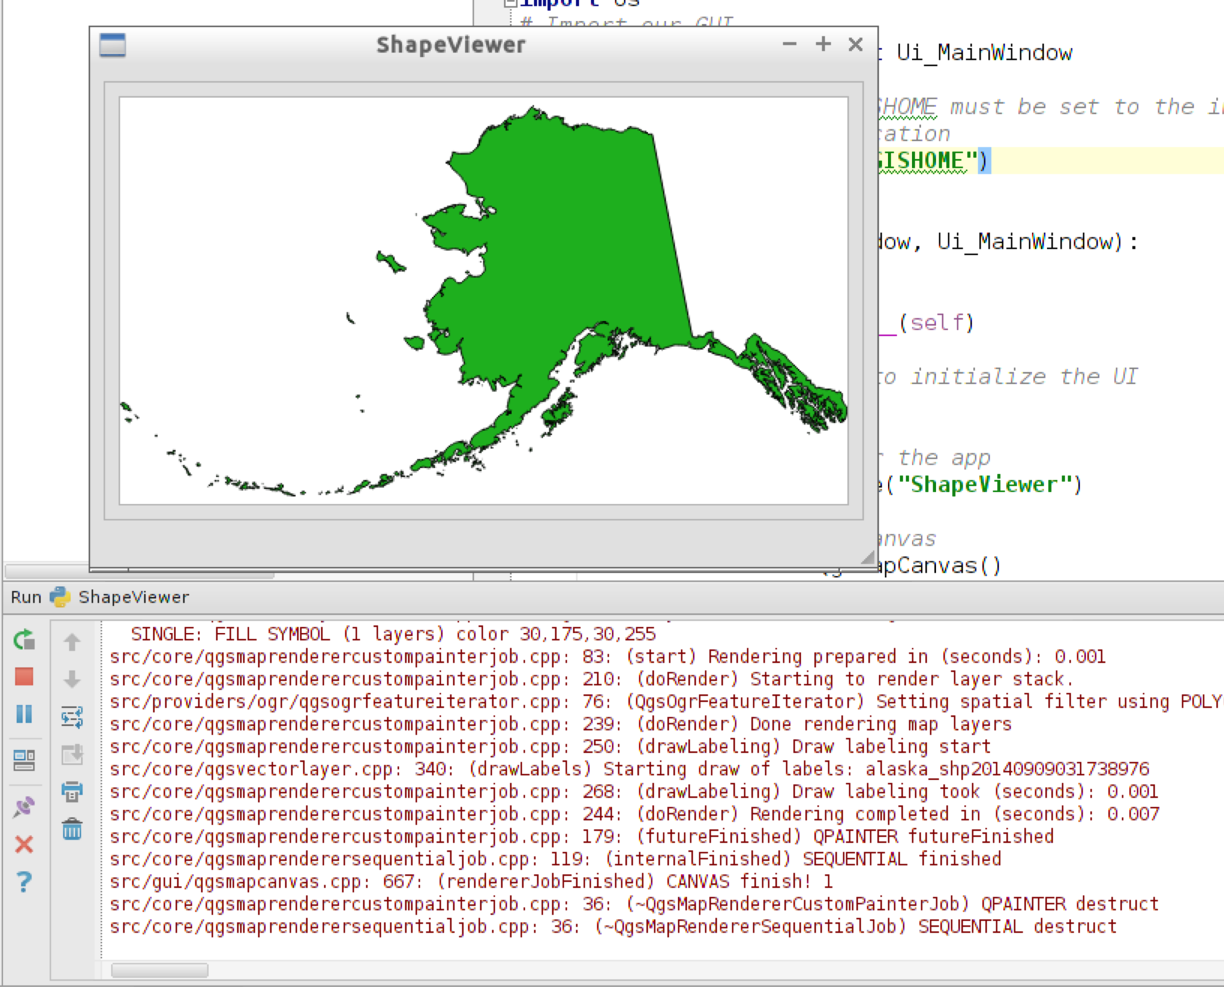 import os
# Import our GUI
ShapeViewer
Ui_MainWindow
SHOME must be set to the
cation
GISHOME")
dow, Ui_MainWindow):
__(self)
to initialize the UI
r the app
e("ShapeViewer")
anvas
apCanvas()
Run ShapeViewer
SINGLE: FILL SYMBOL (1 layers) color 30,175,30,255
src/core/qgsmaprenderercustompainterjob.cpp: 83: (start) Rendering prepared in (seconds): 0.001
src/core/qgsmaprenderercustompainterjob.cpp: 210: (doRender) Starting to render layer stack.
src/providers/ogr/qgsogrfeatureiterator.cpp: 76: (QgsOgrFeatureIterator) Setting spatial filter using POLY
src/core/qgsmaprenderercustompainterjob.cpp: 239: (doRender) Done rendering map layers
src/core/qgsmaprenderercustompainterjob.cpp: 250: (drawLabeling) Draw labeling start
src/core/qgsvectorlayer.cpp: 340: (drawLabels) Starting draw of labels: alaska_shp20140909031738976
src/core/qgsmaprenderercustompainterjob.cpp: 268: (drawLabeling) Draw labeling took (seconds): 0.001
src/core/qgsmaprenderercustompainterjob.cpp: 244: (doRender) Rendering completed in (seconds): 0.007
src/core/qgsmaprenderercustompainterjob.cpp: 179: (futureFinished) QPAINTER futureFinished
src/core/qgsmaprenderersequentialjob.cpp: 119: (internalFinished) SEQUENTIAL finished
src/gui/qgsmapcanvas.cpp: 667: (rendererJobFinished) CANVAS finish! 1
src/core/qgsmaprenderercustompainterjob.cpp: 36: (~QgsMapRendererCustomPainterJob) QPAINTER destruct
src/core/qgsmaprenderersequentialjob.cpp: 36: (~QgsMapRendererSequentialJob) SEQUENTIAL destruct